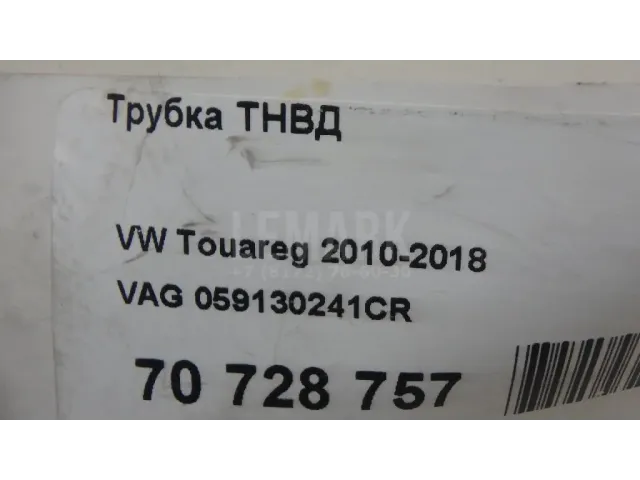 Трубка ТНВД
LEMARK
VW Touareg 2010-2018
VAG 059130241CR
70 728 757